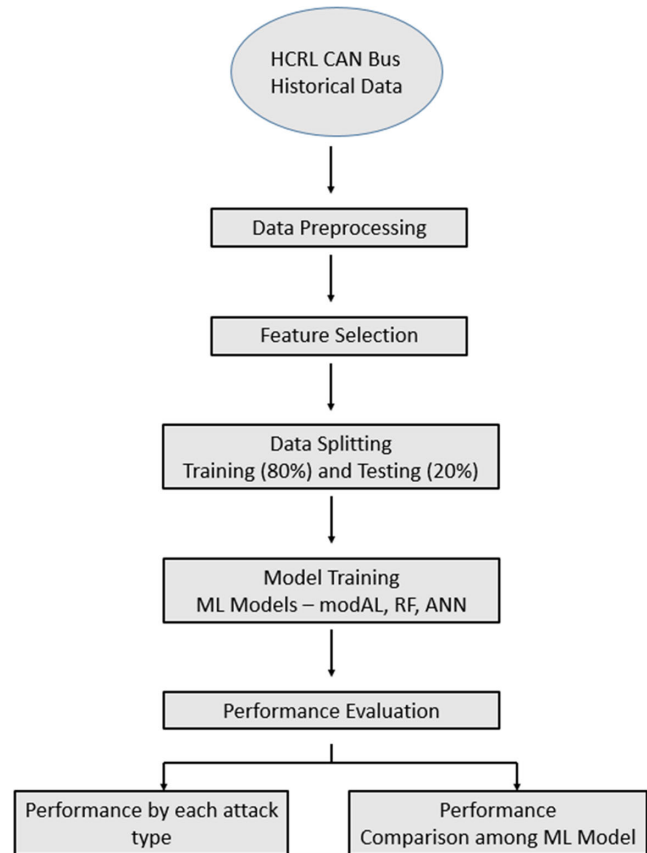 HCRL CAN Bus
Historical Data
Data Preprocessing
Feature Selection
Data Splitting
Training (80%) and Testing (20%)
Model Training
ML Models – modAL, RF, ANN
Performance Evaluation
Performance by each attack
type
Performance
Comparison among ML Model